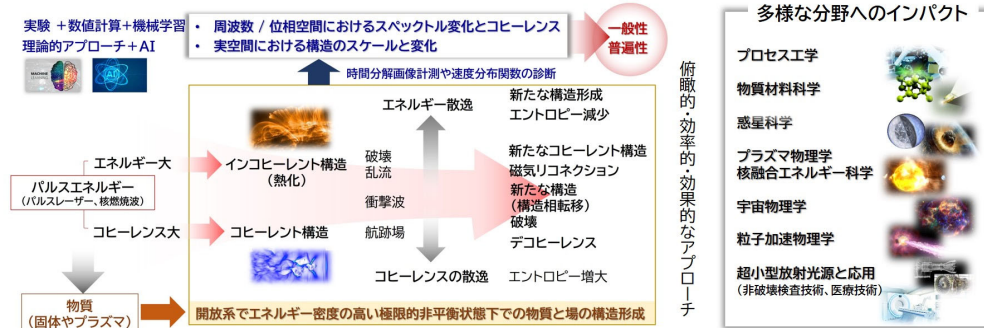 実験 ＋数値計算＋機械学習
理論的アプローチ＋AI
MACHINE
AI
・ 周波数 / 位相空間におけるスペックトル変化とコヒーレンス
・ 実空間における構造のスケールと変化
一般性
普遍性
時間分解画像計測や速度分布関数の診断
エネルギー大
パルスエネルギー
（パルスレーザー、核燃焼波）
コヒーレンス大
物質
（固体やプラズマ）
インコヒーレント構造
（熱化）
コヒーレント構造
破壊
乱流
衝撃波
航跡場
エネルギー散逸
コヒーレンスの散逸
新たな構造形成
エントロピー減少
新たなコヒーレント構造
磁気リコネクション
新たな構造
（構造相転移）
破壊
デコヒーレンス
エントロピー増大
開放系でエネルギー密度の高い極限的非平衡状態下での物質と場の構造形成
俯瞰的・効率的・効果的なアプローチ
多様な分野へのインパクト
プロセス工学
物質材料科学
惑星科学
プラズマ物理学
核融合エネルギー科学
宇宙物理学
粒子加速物理学
超小型放射光源と応用
（非破壊検査技術、医療技術）